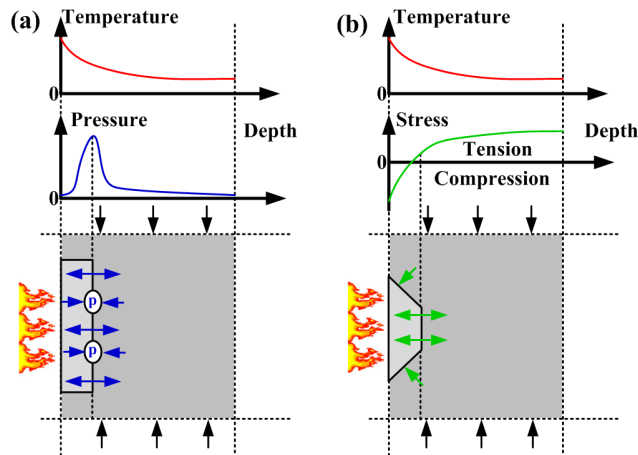 (a)
Temperature
0
Pressure
Depth
0
p
p
(b)
Temperature
0
Stress
Depth
Tension
0
Compression